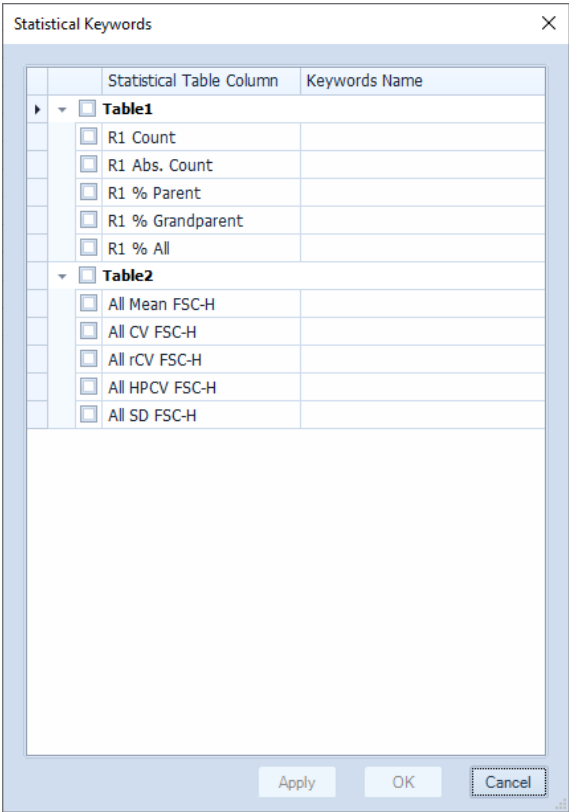 Statistical Keywords
Statistical Table Column Keywords Name
Table1
R1 Count
R1 Abs. Count
R1 % Parent
R1 % Grandparent
R1 % All
Table2
All Mean FSC-H
All CV FSC-H
All rCV FSC-H
All HPCV FSC-H
All SD FSC-H
Apply OK Cancel